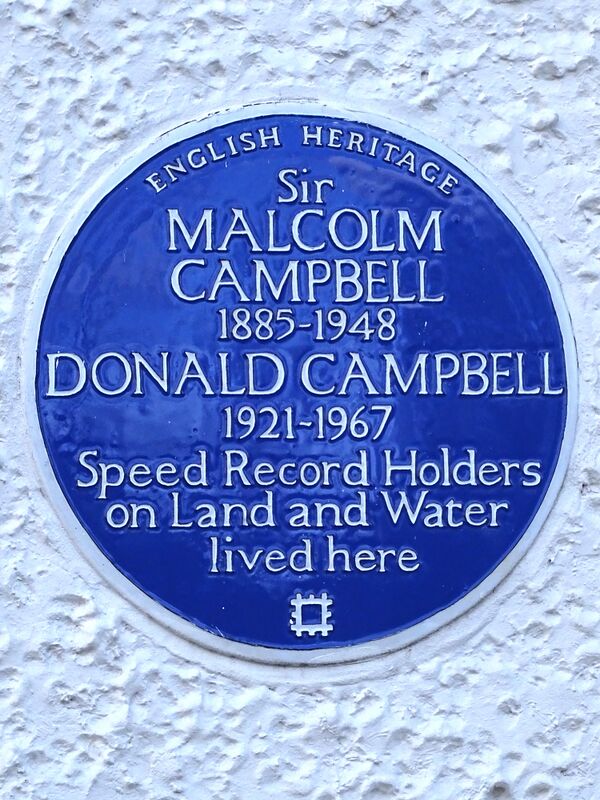 ENGLISH HERITAGE
Sir
MALCOLM
CAMPBELL
1885-1948
DONALD CAMPBELL
1921-1967
Speed Record Holders
on Land and Water
lived here